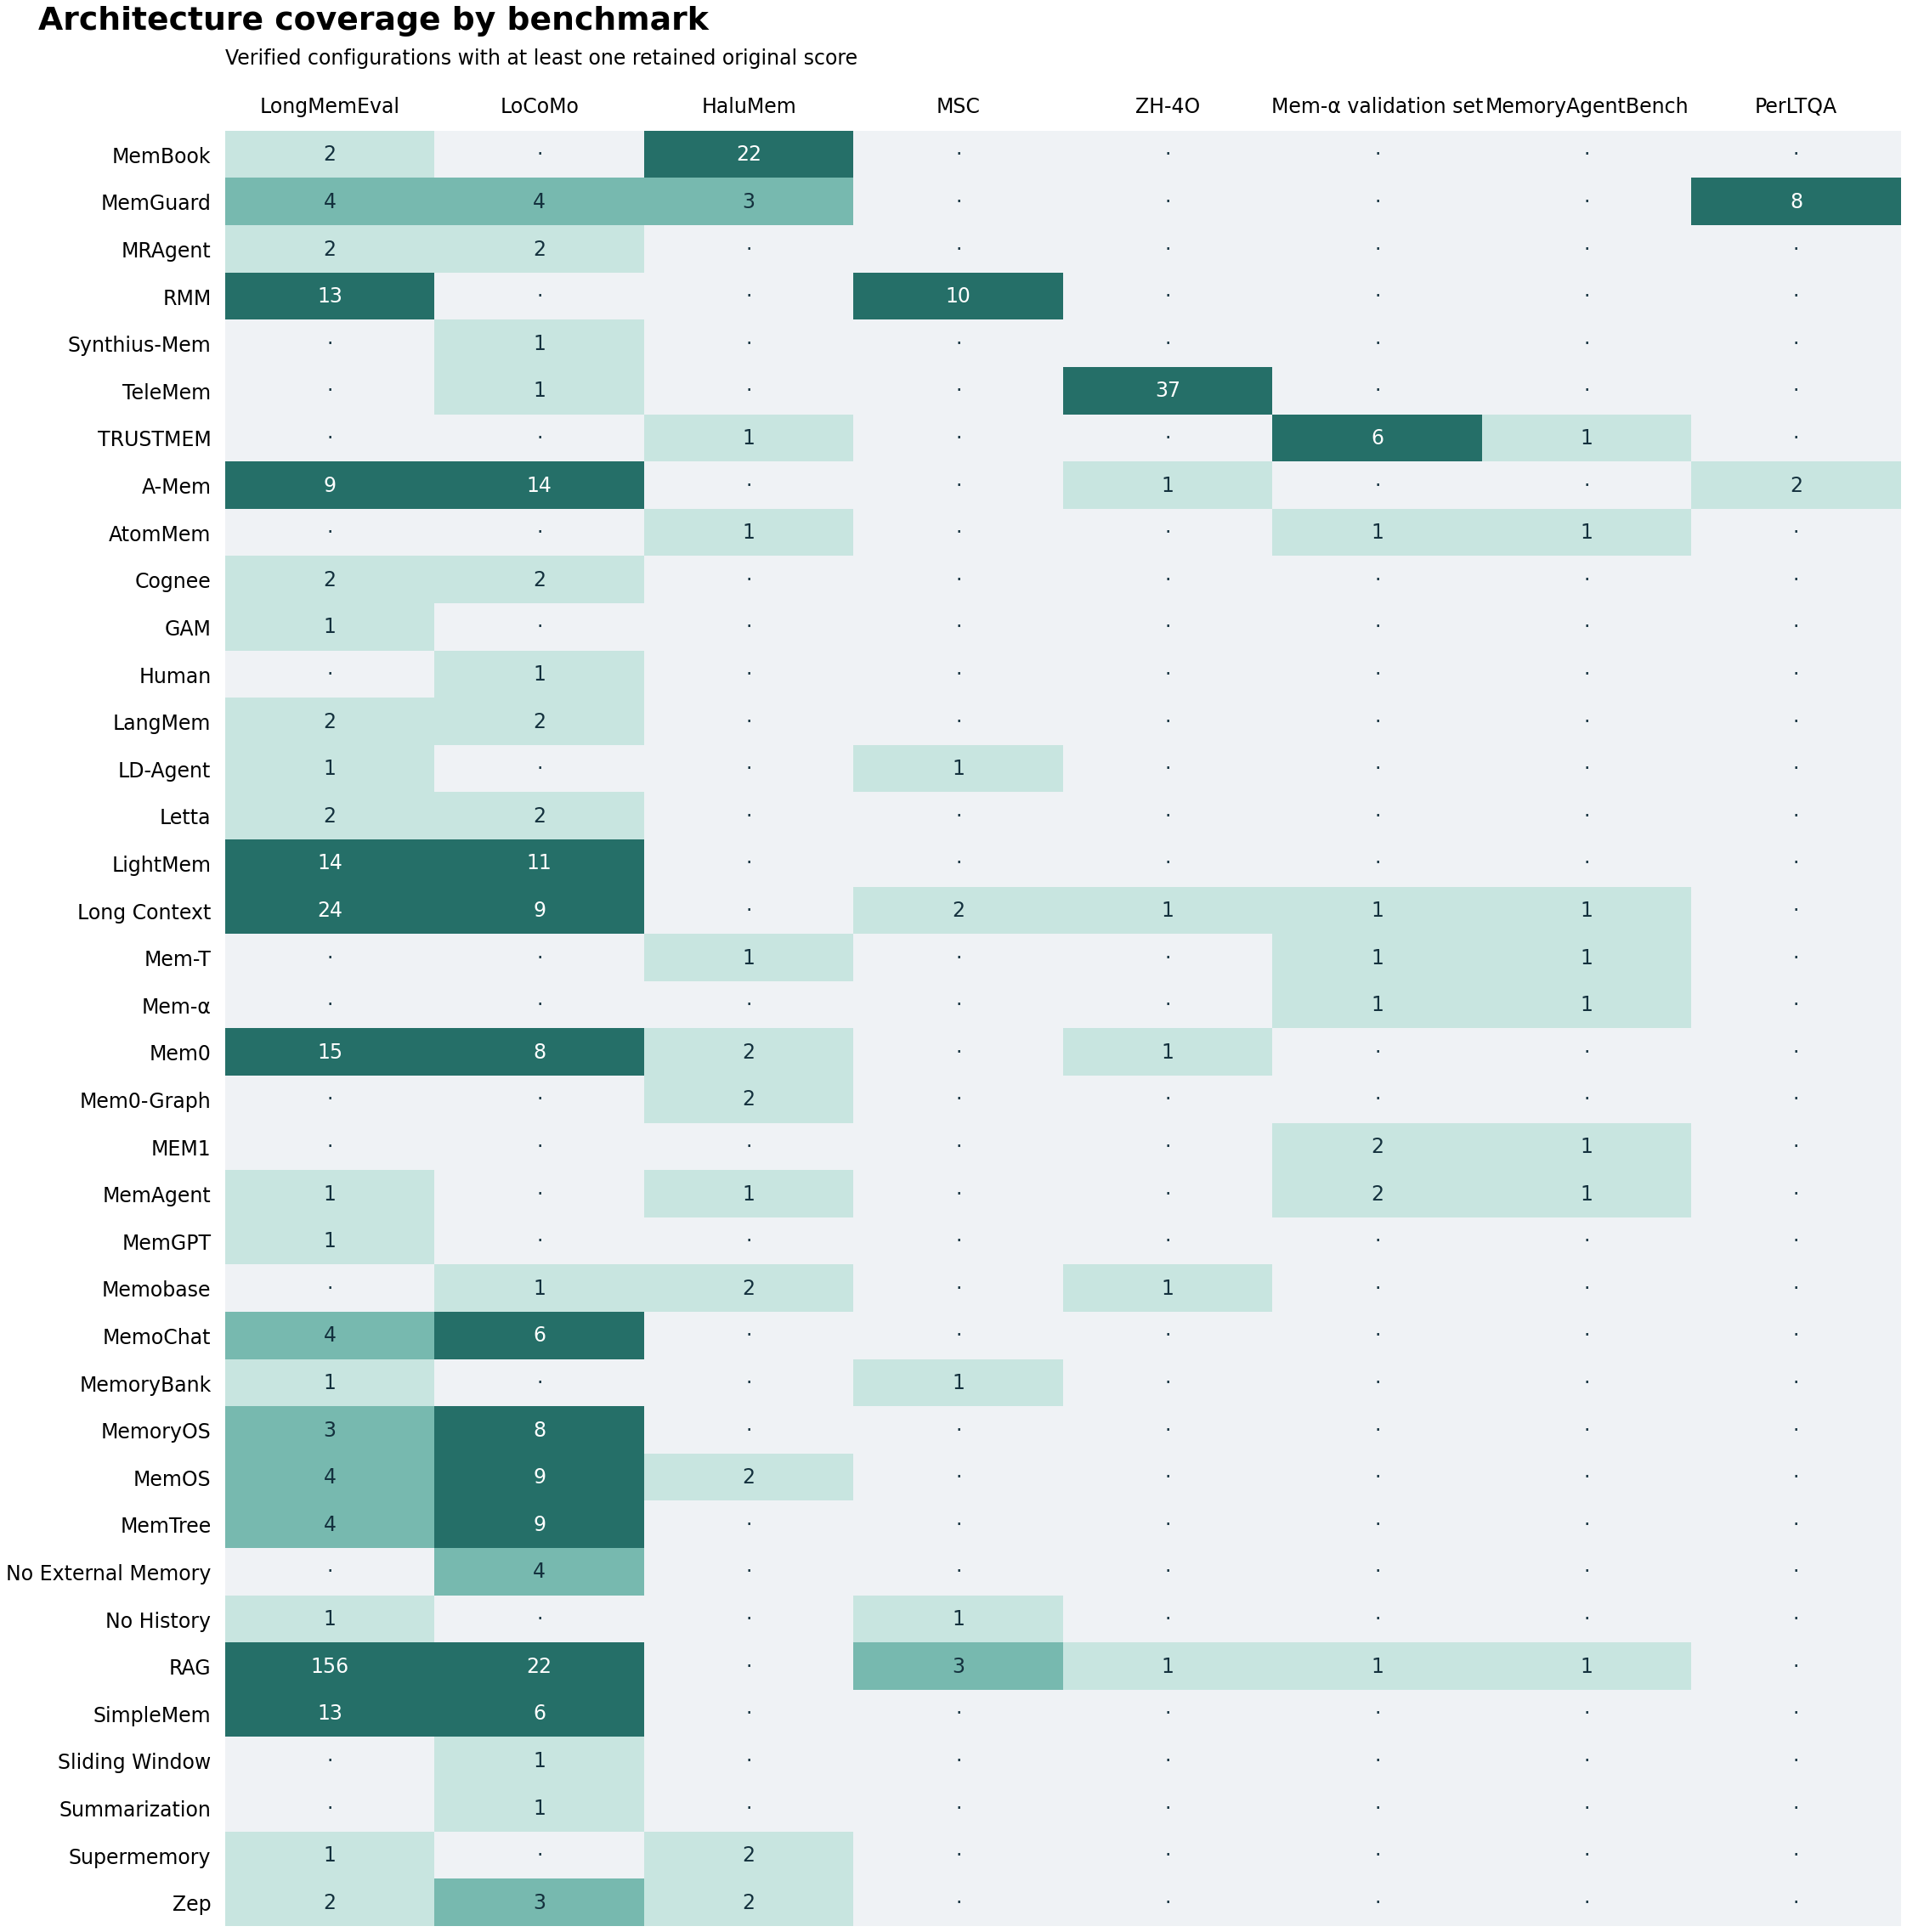 Architecture coverage by benchmark
Verified configurations with at least one retained original score
LongMemEval LoCoMo HaluMem MSC ZH-4O Mem-α validation set MemoryAgentBench PerLTQA
MemBook 2 · 22 · · · · ·
MemGuard 4 4 3 · · · · 8
MRAgent 2 2 · · · · · ·
RMM 13 · · 10 · · · ·
Synthius-Mem · 1 · · · · · ·
TeleMem · 1 · · 37 · · ·
TRUSTMEM · · 1 · · 6 1 ·
A-Mem 9 14 · · 1 · · 2
AtomMem · · 1 · · 1 1 ·
Cognee 2 2 · · · · · ·
GAM 1 · · · · · · ·
Human · 1 · · · · · ·
LangMem 2 2 · · · · · ·
LD-Agent 1 · · 1 · · · ·
Letta 2 2 · · · · · ·
LightMem 14 11 · · · · · ·
Long Context 24 9 · 2 1 1 1 ·
Mem-T · · 1 · · 1 1 ·
Mem-α · · · · · 1 1 ·
Mem0 15 8 2 · 1 · · ·
Mem0-Graph · · 2 · · · · ·
MEM1 · · · · · 2 1 ·
MemAgent 1 · 1 · · 2 1 ·
MemGPT 1 · · · · · · ·
Memobase · 1 2 · 1 · · ·
MemoChat 4 6 · · · · · ·
MemoryBank 1 · · 1 · · · ·
MemoryOS 3 8 · · · · · ·
MemOS 4 9 2 · · · · ·
MemTree 4 9 · · · · · ·
No External Memory · 4 · · · · · ·
No History 1 · · 1 · · · ·
RAG 156 22 · 3 1 1 1 ·
SimpleMem 13 6 · · · · · ·
Sliding Window · 1 · · · · · ·
Summarization · 1 · · · · · ·
Supermemory 1 · 2 · · · · ·
Zep 2 3 2 · · · · ·